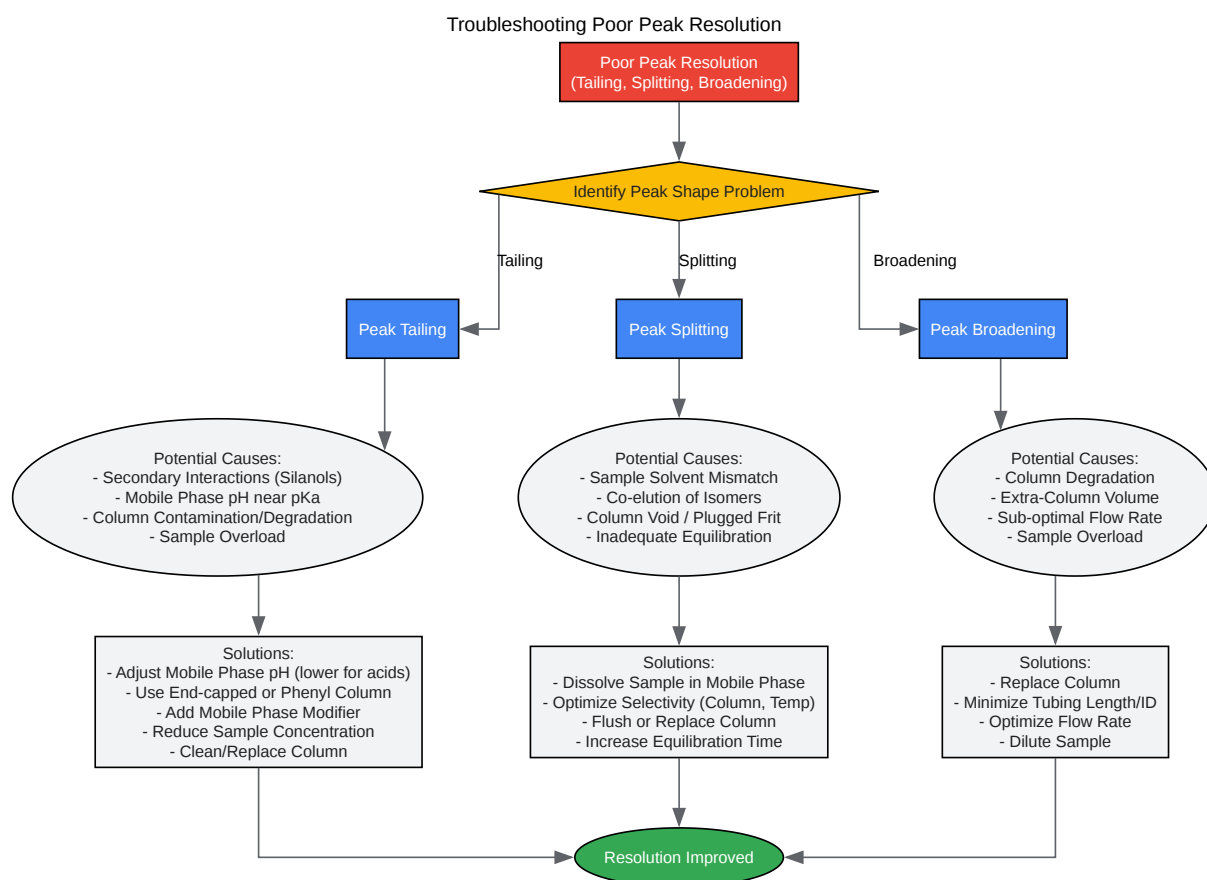 Troubleshooting Poor Peak Resolution
Poor Peak Resolution
(Tailing, Splitting, Broadening)
Identify Peak Shape Problem
Tailing
Splitting
Broadening
Peak Tailing
Peak Splitting
Peak Broadening
Potential Causes:
- Secondary Interactions (Silanols)
- Mobile Phase pH near pKa
- Column Contamination/Degradation
- Sample Overload
Potential Causes:
- Sample Solvent Mismatch
- Co-elution of Isomers
- Column Void / Plugged Frit
- Inadequate Equilibration
Potential Causes:
- Column Degradation
- Extra-Column Volume
- Sub-optimal Flow Rate
- Sample Overload
Solutions:
- Adjust Mobile Phase pH (lower for acids)
- Use End-capped or Phenyl Column
- Add Mobile Phase Modifier
- Reduce Sample Concentration
- Clean/Replace Column
Solutions:
- Dissolve Sample in Mobile Phase
- Optimize Selectivity (Column, Temp)
- Flush or Replace Column
- Increase Equilibration Time
Solutions:
- Replace Column
- Minimize Tubing Length/ID
- Optimize Flow Rate
- Dilute Sample
Resolution Improved